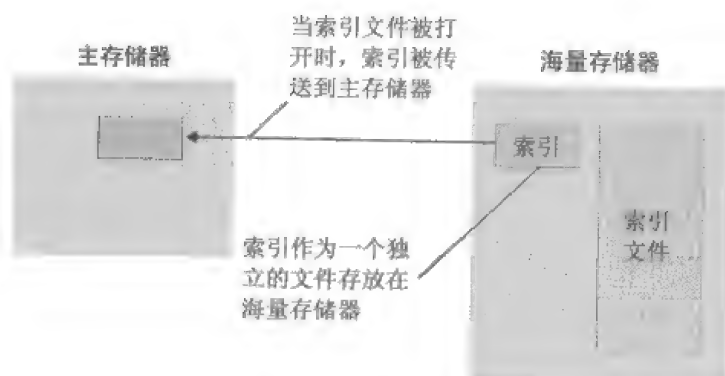 当索引文件被打
开时，索引被传
送到主存储器
主存储器
海量存储器
索引
索引
文件
索引作为一个独
立的文件存放在
海量存储器